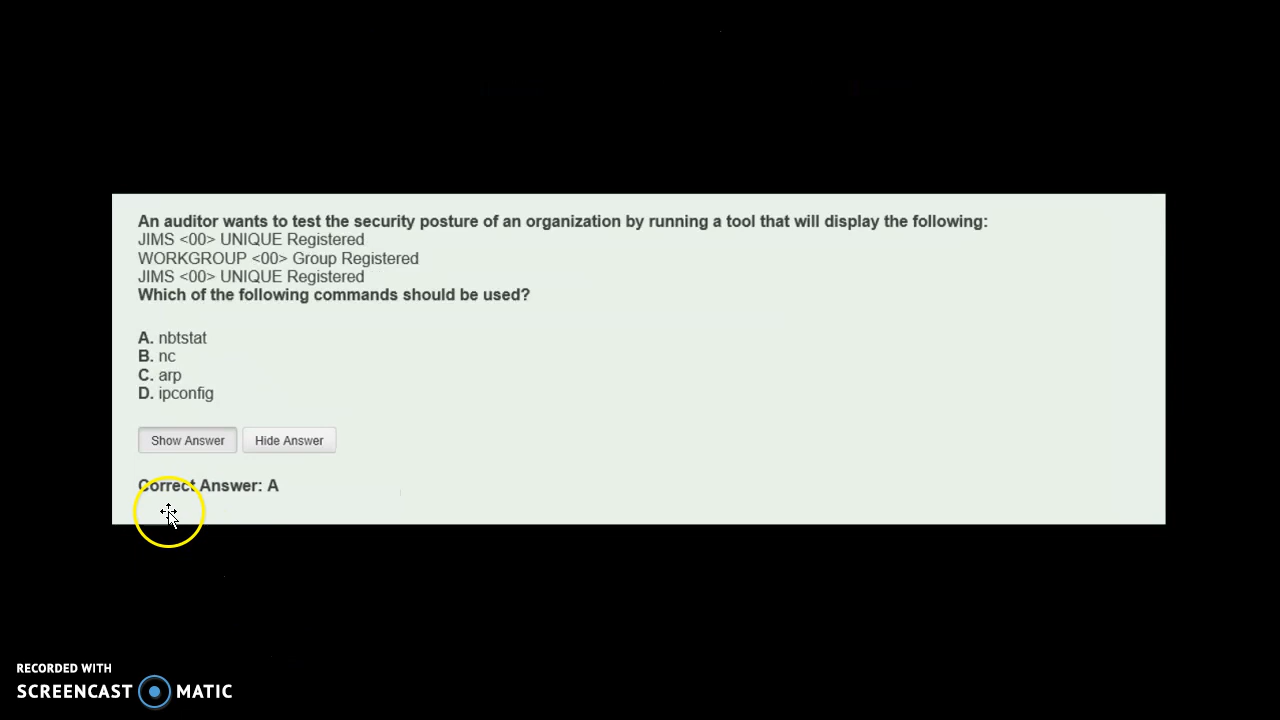 An auditor wants to test the security posture of an organization by running a tool that will display the following:
JIMS <00> UNIQUE Registered
WORKGROUP <00> Group Registered
JIMS <00> UNIQUE Registered
Which of the following commands should be used?
A. nbtstat
B. nc
C. arp
D. ipconfig
Show Answer Hide Answer
Correct Answer: A
RECORDED WITH
SCREENCAST MATIC